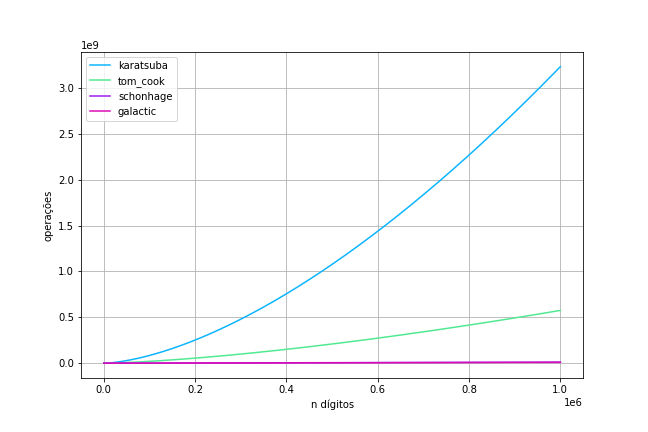 1e9
karatsuba
tom_cook
schonhage
galactic
3.0
2.5
2.0
1.5
1.0
0.5
0.0
operações
0.0 0.2 0.4 0.6 0.8 1.0
1e6
n dígitos